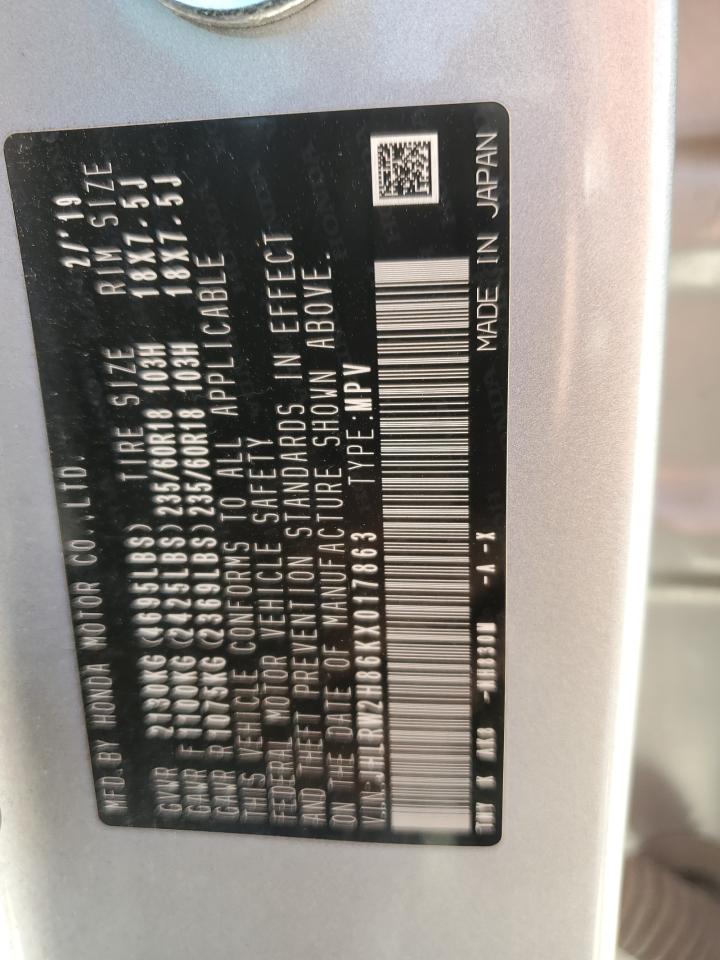 MFD.BY HONDA MOTOR CO.,LTD. 2/'19
GVWR 2130KG(4695LBS) TIRE SIZE RIM SIZE
GAWR F 1100KG(2425LBS)235/60R18 103H 18X7.5J
GAWR R 1075KG(2369LBS)235/60R18 103H 18X7.5J
THIS VEHICLE CONFORMS TO ALL APPLICABLE
FEDERAL MOTOR VEHICLE SAFETY
AND THEFT PREVENTION STANDARDS IN EFFECT
ON THE DATE OF MANUFACTURE SHOWN ABOVE.
V.I.N:JHLRW2H86KX017863 TYPE:MPV
-NH830M -A-X MADE IN JAPAN